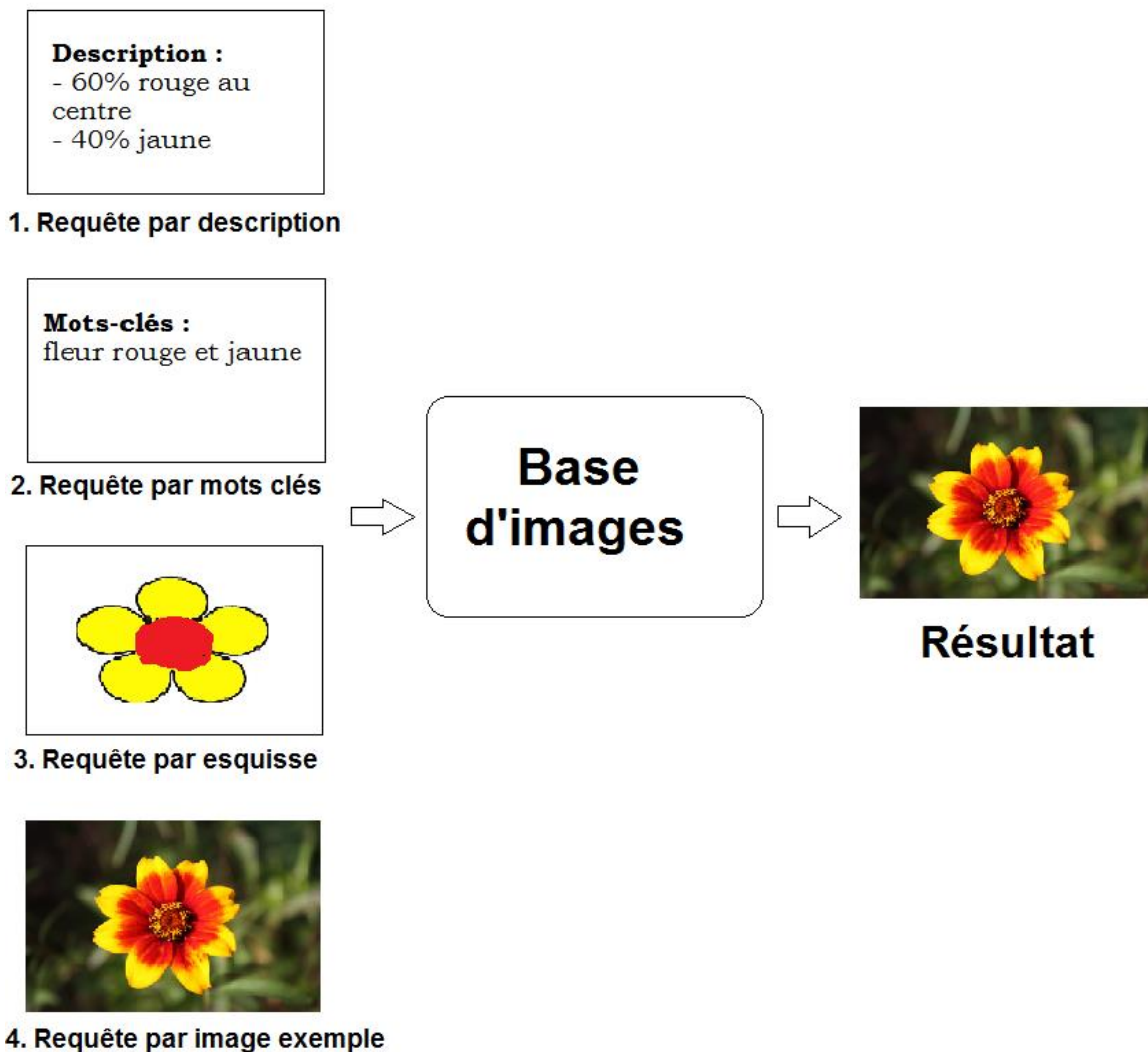 Description :
- 60% rouge au
centre
- 40% jaune
1. Requête par description
Mots-clés :
fleur rouge et jaune
2. Requête par mots clés
3. Requête par esquisse
4. Requête par image exemple
Base
d'images
Résultat